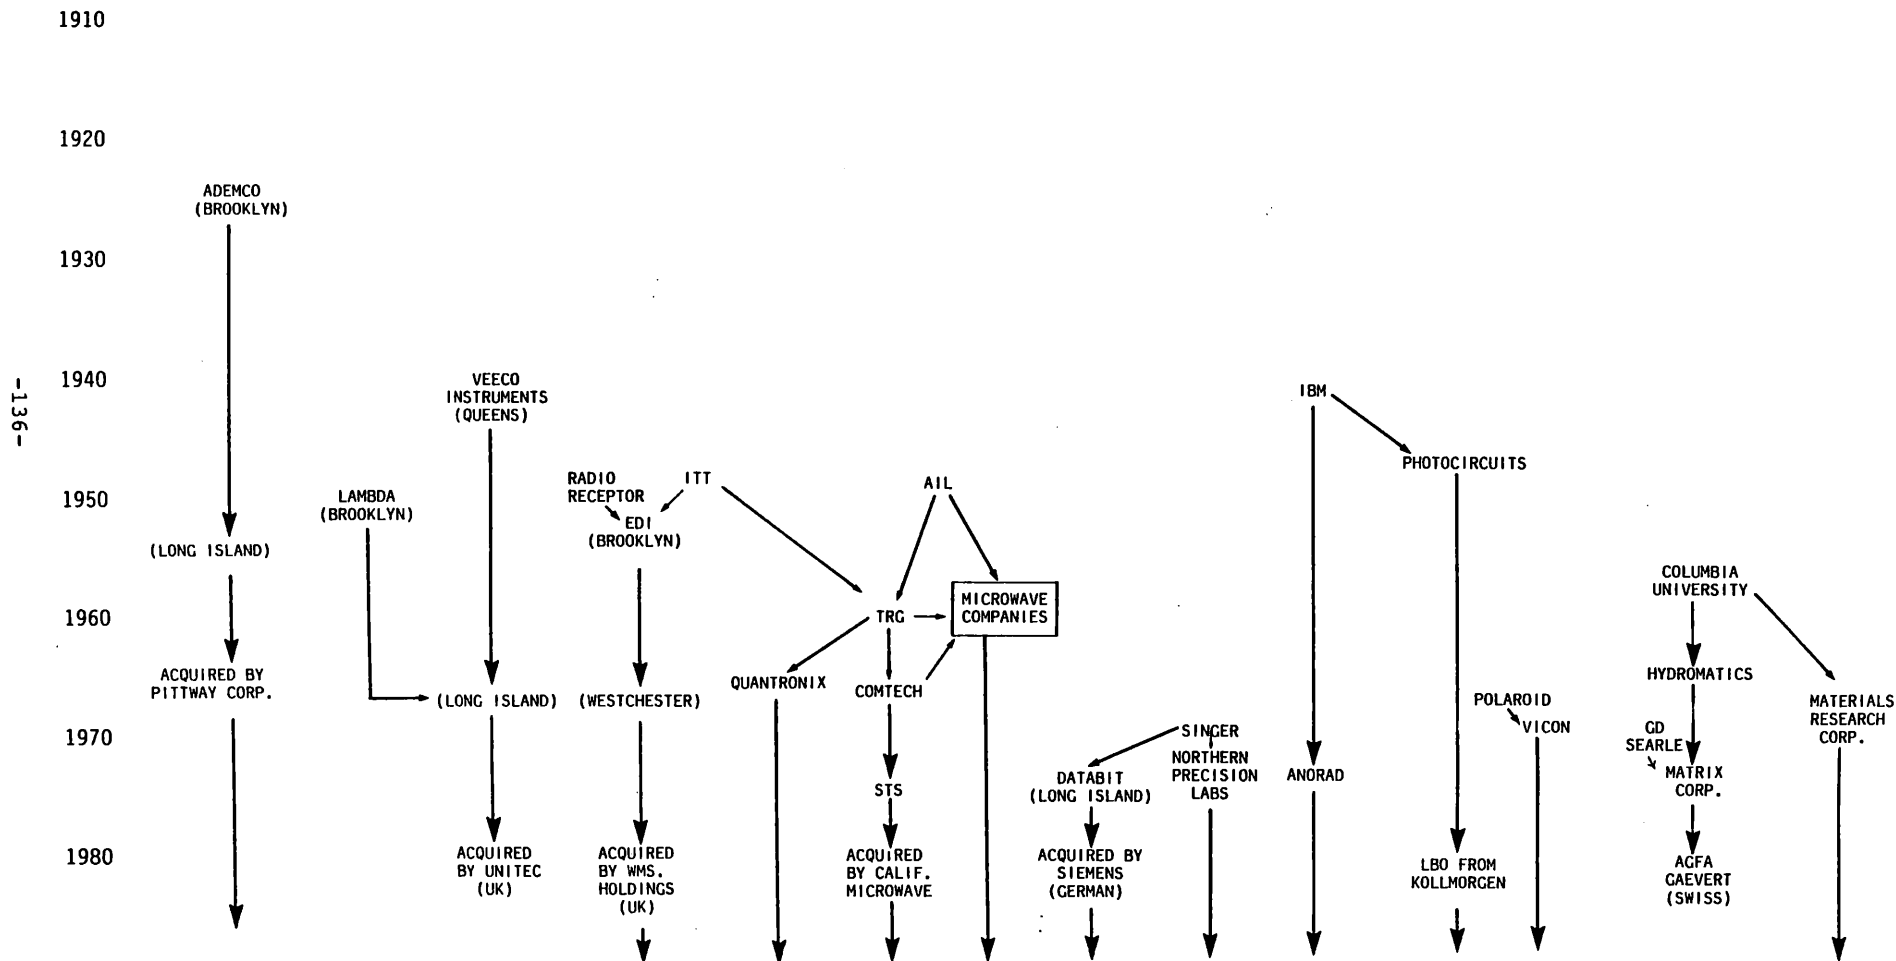 1910
1920
1930
1940
1950
1960
1970
1980
-136-
ADEMCO
(BROOKLYN)
(LONG ISLAND)
ACQUIRED BY
PITTWAY CORP.
LAMBDA
(BROOKLYN)
VEECO
INSTRUMENTS
(QUEENS)
(LONG ISLAND)
ACQUIRED
BY UNITEC
(UK)
RADIO
RECEPTOR
ITT
EDI
(BROOKLYN)
(WESTCHESTER)
ACQUIRED
BY WMS.
HOLDINGS
(UK)
AIL
TRG
MICROWAVE
COMPANIES
QUANTRONIX
COMTECH
STS
ACQUIRED
BY CALIF.
MICROWAVE
SINGER
DATABIT
(LONG ISLAND)
ACQUIRED BY
SIEMENS
(GERMAN)
NORTHERN
PRECISION
LABS
IBM
ANORAD
PHOTOCIRCUITS
LBO FROM
KOLLMORGEN
POLAROID
VICON
COLUMBIA
UNIVERSITY
HYDROMATICS
GD
SEARLE
MATRIX
CORP.
AGFA
GAEVERT
(SWISS)
MATERIALS
RESEARCH
CORP.